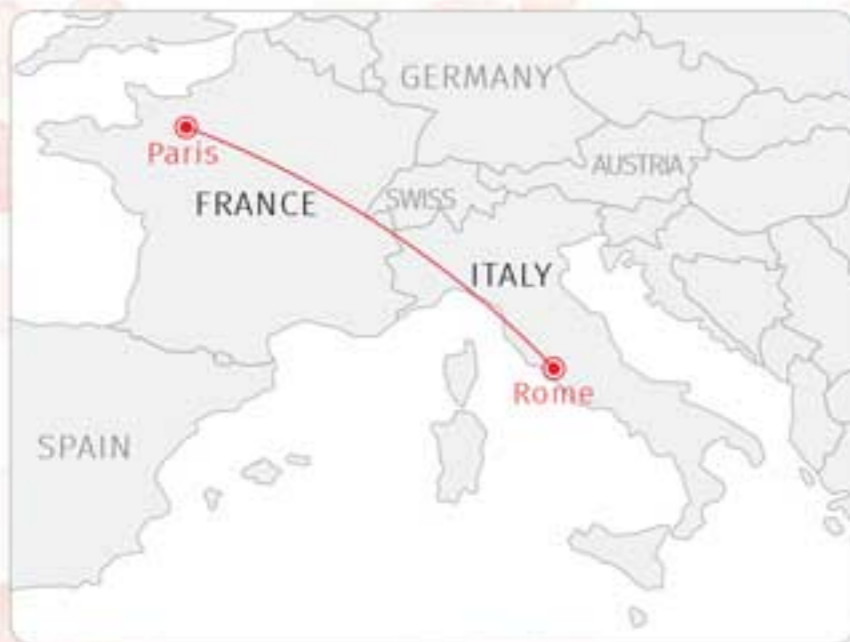 GERMANY
Paris
AUSTRIA
FRANCE
SWISS
ITALY
Rome
SPAIN